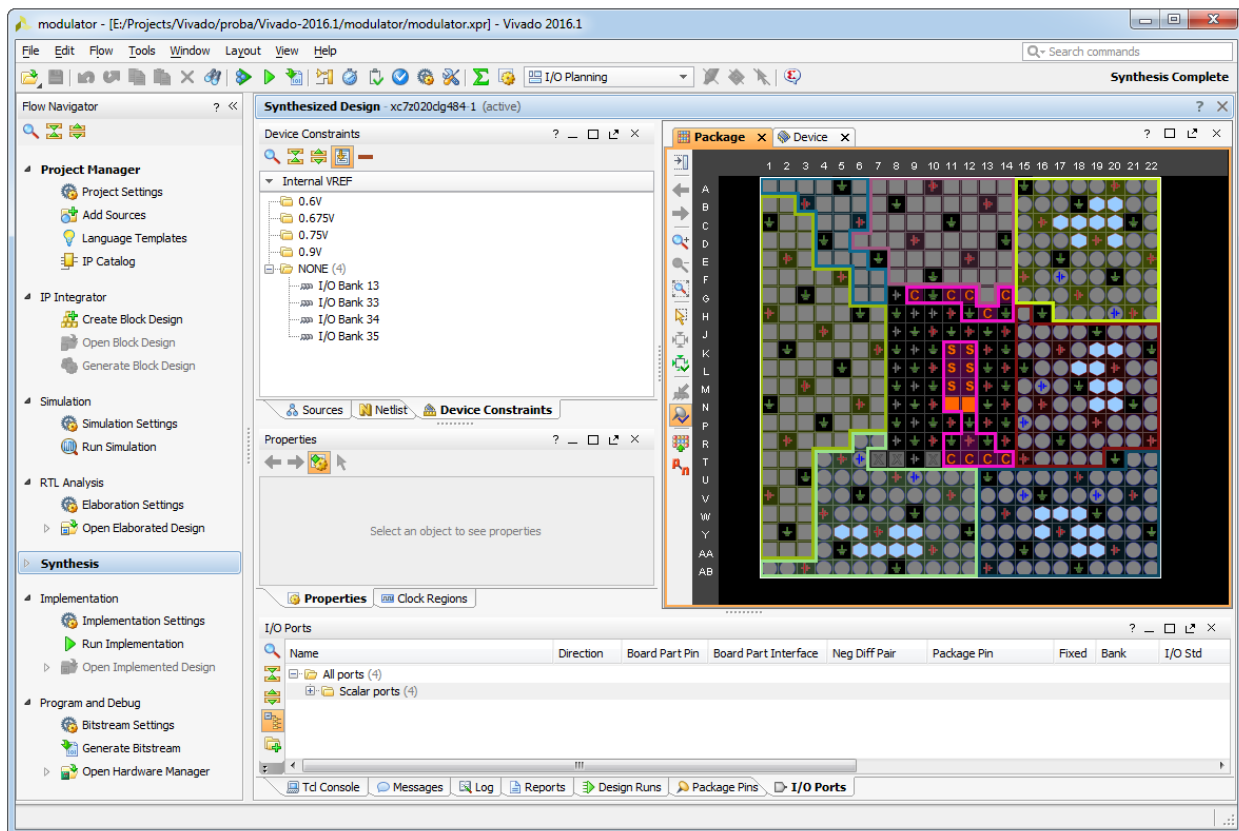 modulator - [E:/Projects/Vivado/proba/Vivado-2016.1/modulator/modulator.xpr] - Vivado 2016.1
File Edit Flow Tools Window Layout View Help
Search commands
I/O Planning
Synthesis Complete
Flow Navigator
Project Manager
Project Settings
Add Sources
Language Templates
IP Catalog
IP Integrator
Create Block Design
Open Block Design
Generate Block Design
Simulation
Simulation Settings
Run Simulation
RTL Analysis
Elaboration Settings
Open Elaborated Design
Synthesis
Implementation
Implementation Settings
Run Implementation
Open Implemented Design
Program and Debug
Bitstream Settings
Generate Bitstream
Open Hardware Manager
Synthesized Design - xc7z020clg484-1 (active)
Device Constraints
Internal VREF
0.6V
0.675V
0.75V
0.9V
NONE (4)
I/O Bank 13
I/O Bank 33
I/O Bank 34
I/O Bank 35
Sources Netlist Device Constraints
Properties
Select an object to see properties
Properties Clock Regions
Package Device
1 2 3 4 5 6 7 8 9 10 11 12 13 14 15 16 17 18 19 20 21 22
A
B
C
D
E
F
G C C C C
H C
J
K S S
L S S
M S S
N
P
R
T C C C C
U
V
W
Y
AA
AB
I/O Ports
Name Direction Board Part Pin Board Part Interface Neg Diff Pair Package Pin Fixed Bank I/O Std
All ports (4)
Scalar ports (4)
Tcl Console Messages Log Reports Design Runs Package Pins I/O Ports